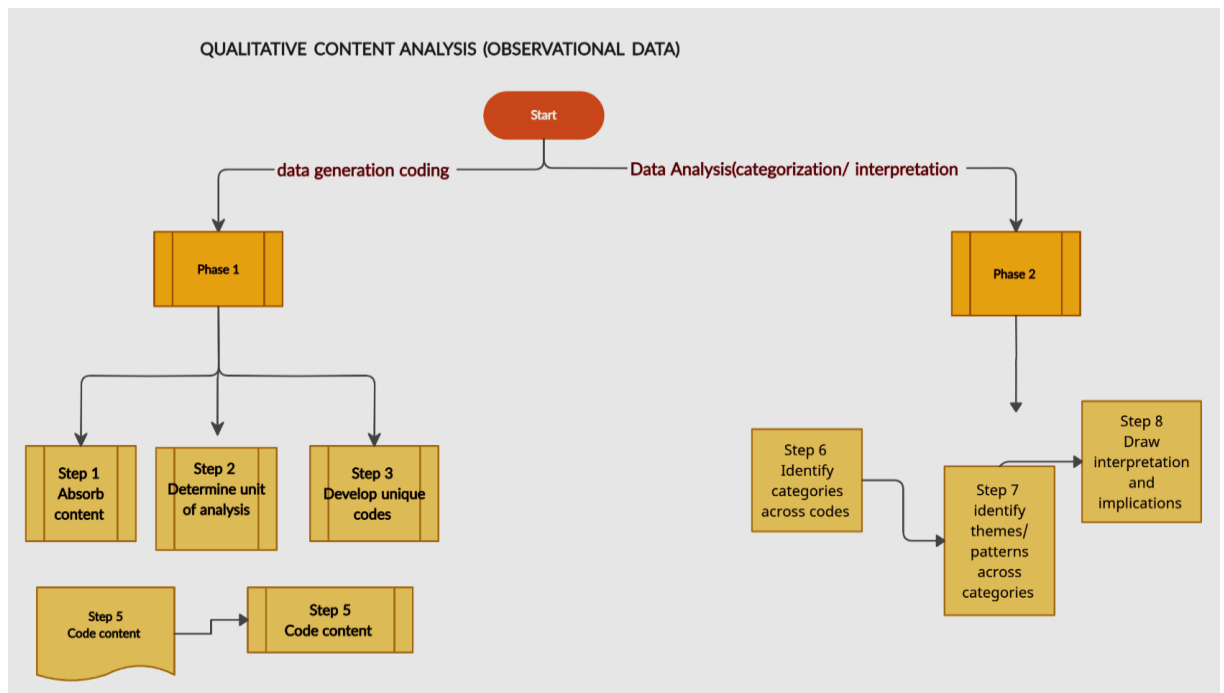 QUALITATIVE CONTENT ANALYSIS (OBSERVATIONAL DATA)
Start
data generation coding
Data Analysis(categorization/ interpretation
Phase 1
Phase 2
Step 1
Absorb
content
Step 2
Determine unit
of analysis
Step 3
Develop unique
codes
Step 5
Code content
Step 5
Code content
Step 6
Identify
categories
across codes
Step 7
identify
themes/
patterns
across
categories
Step 8
Draw
interpretation
and
implications